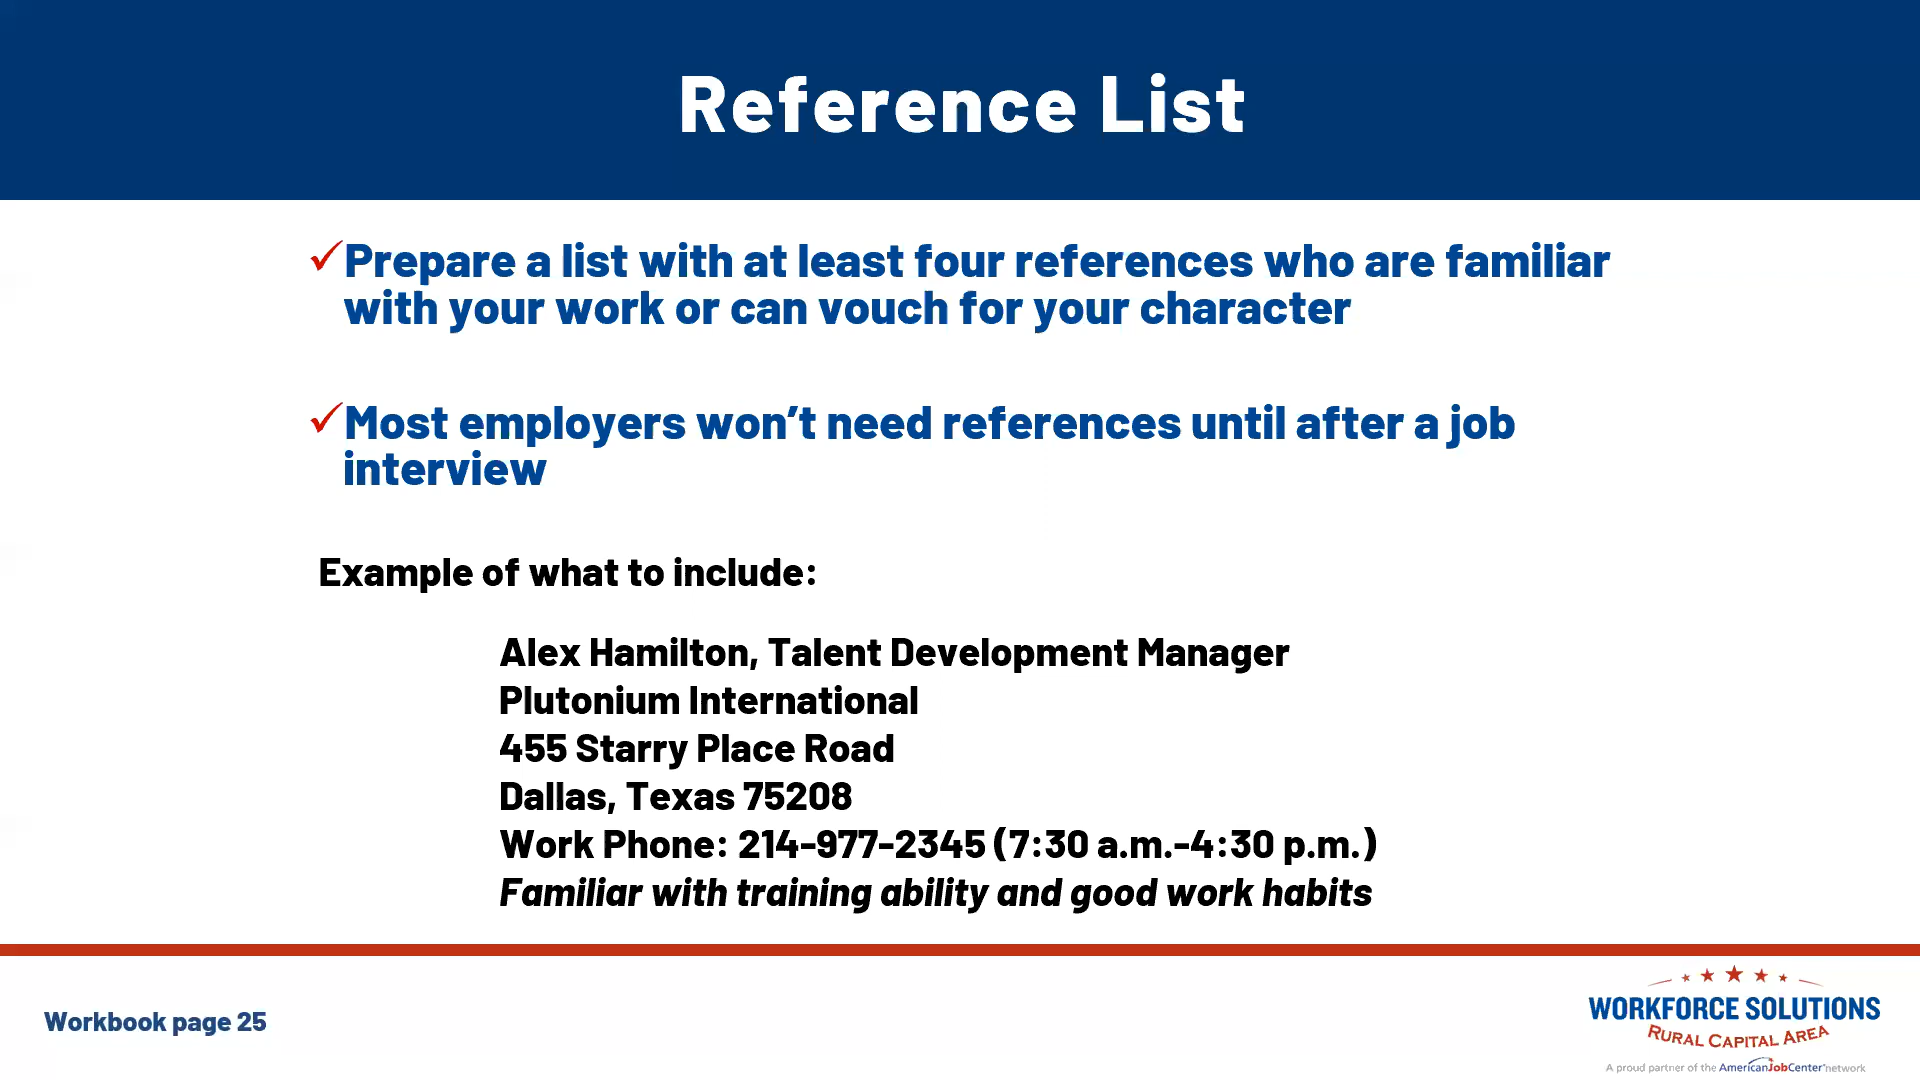 Reference List
✓Prepare a list with at least four references who are familiar
with your work or can vouch for your character
✓Most employers won’t need references until after a job
interview
Example of what to include:
Alex Hamilton, Talent Development Manager
Plutonium International
455 Starry Place Road
Dallas, Texas 75208
Work Phone: 214-977-2345 (7:30 a.m.-4:30 p.m.)
Familiar with training ability and good work habits
Workbook page 25
WORKFORCE SOLUTIONS
RURAL CAPITAL AREA
A proud partner of the AmericanJobCenter network